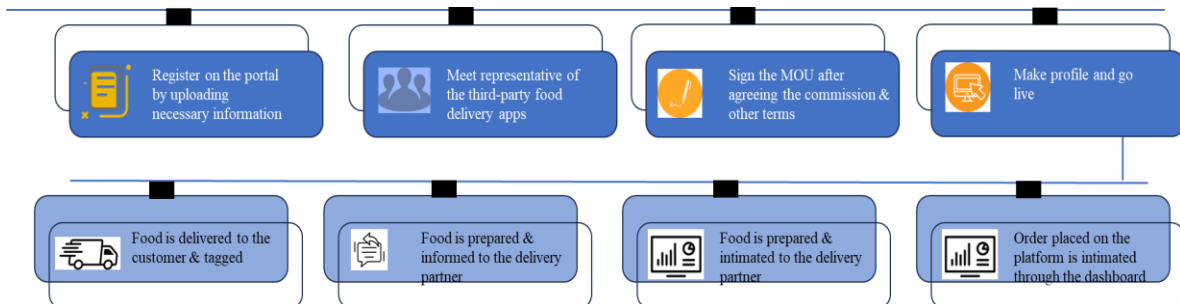 Register on the portal
by uploading
necessary information
Meet representative of
the third-party food
delivery apps
Sign the MOU after
agreeing the commission &
other terms
Make profile and go
live
Food is delivered to the
customer & tagged
Food is prepared &
informed to the delivery
partner
Food is prepared &
intimated to the delivery
partner
Order placed on the
platform is intimated
through the dashboard